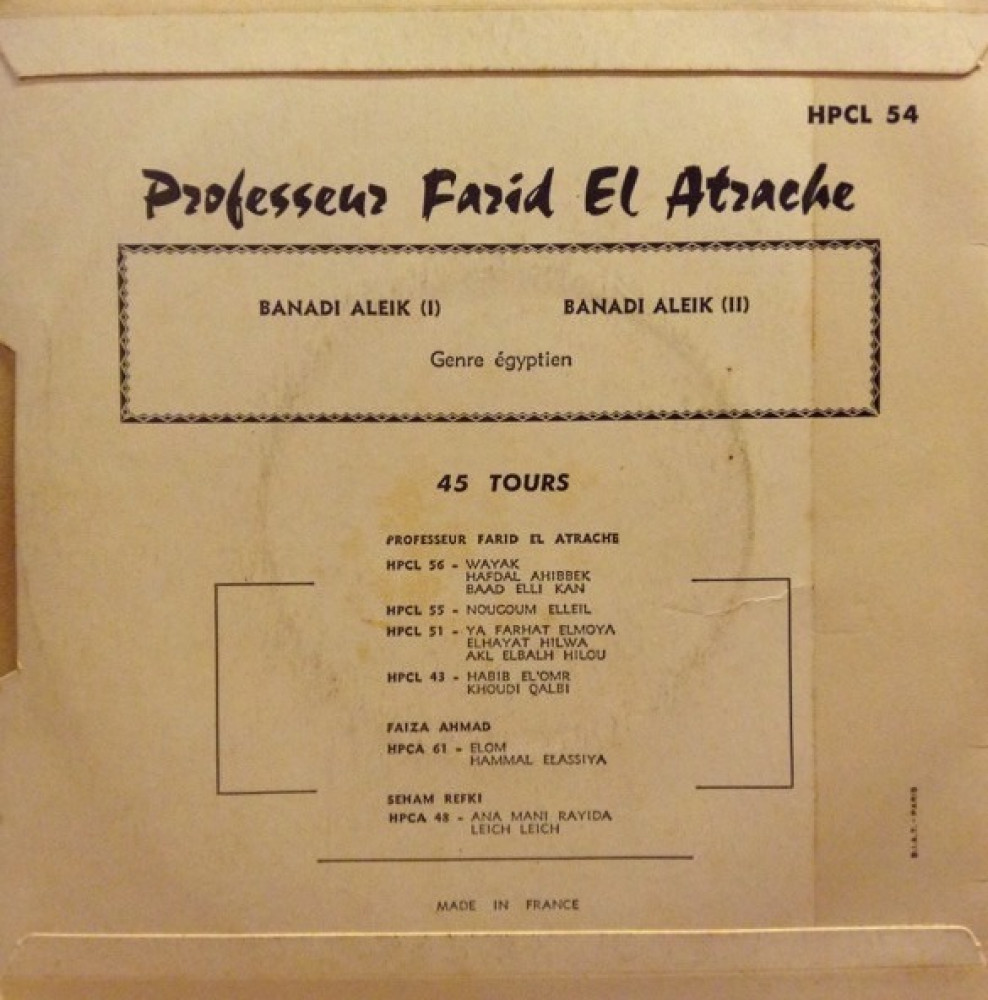 HPCL 54
Professeur Farid El Atrache
BANADI ALEIK (I) BANADI ALEIK (II)
Genre égyptien
45 TOURS
PROFESSEUR FARID EL ATRACHE
HPCL 56 - WAYAK
HAFDAL AHIBBEK
BAAD ELLI KAN
HPCL 55 - NOUGOUM ELLEIL
HPCL 51 - YA FARHAT ELMOYA
ELHAYAT HILWA
AKL ELBALH HILOU
HPCL 43 - HABIB EL'OMR
KHOUDI QALBI
FAIZA AHMAD
HPCA 61 - ELOM
HAMMAL ELASSIYA
SEHAM REFKI
HPCA 48 - ANA MANI RAYIDA
LEICH LEICH
D.I.A.T. - PARIS
MADE IN FRANCE